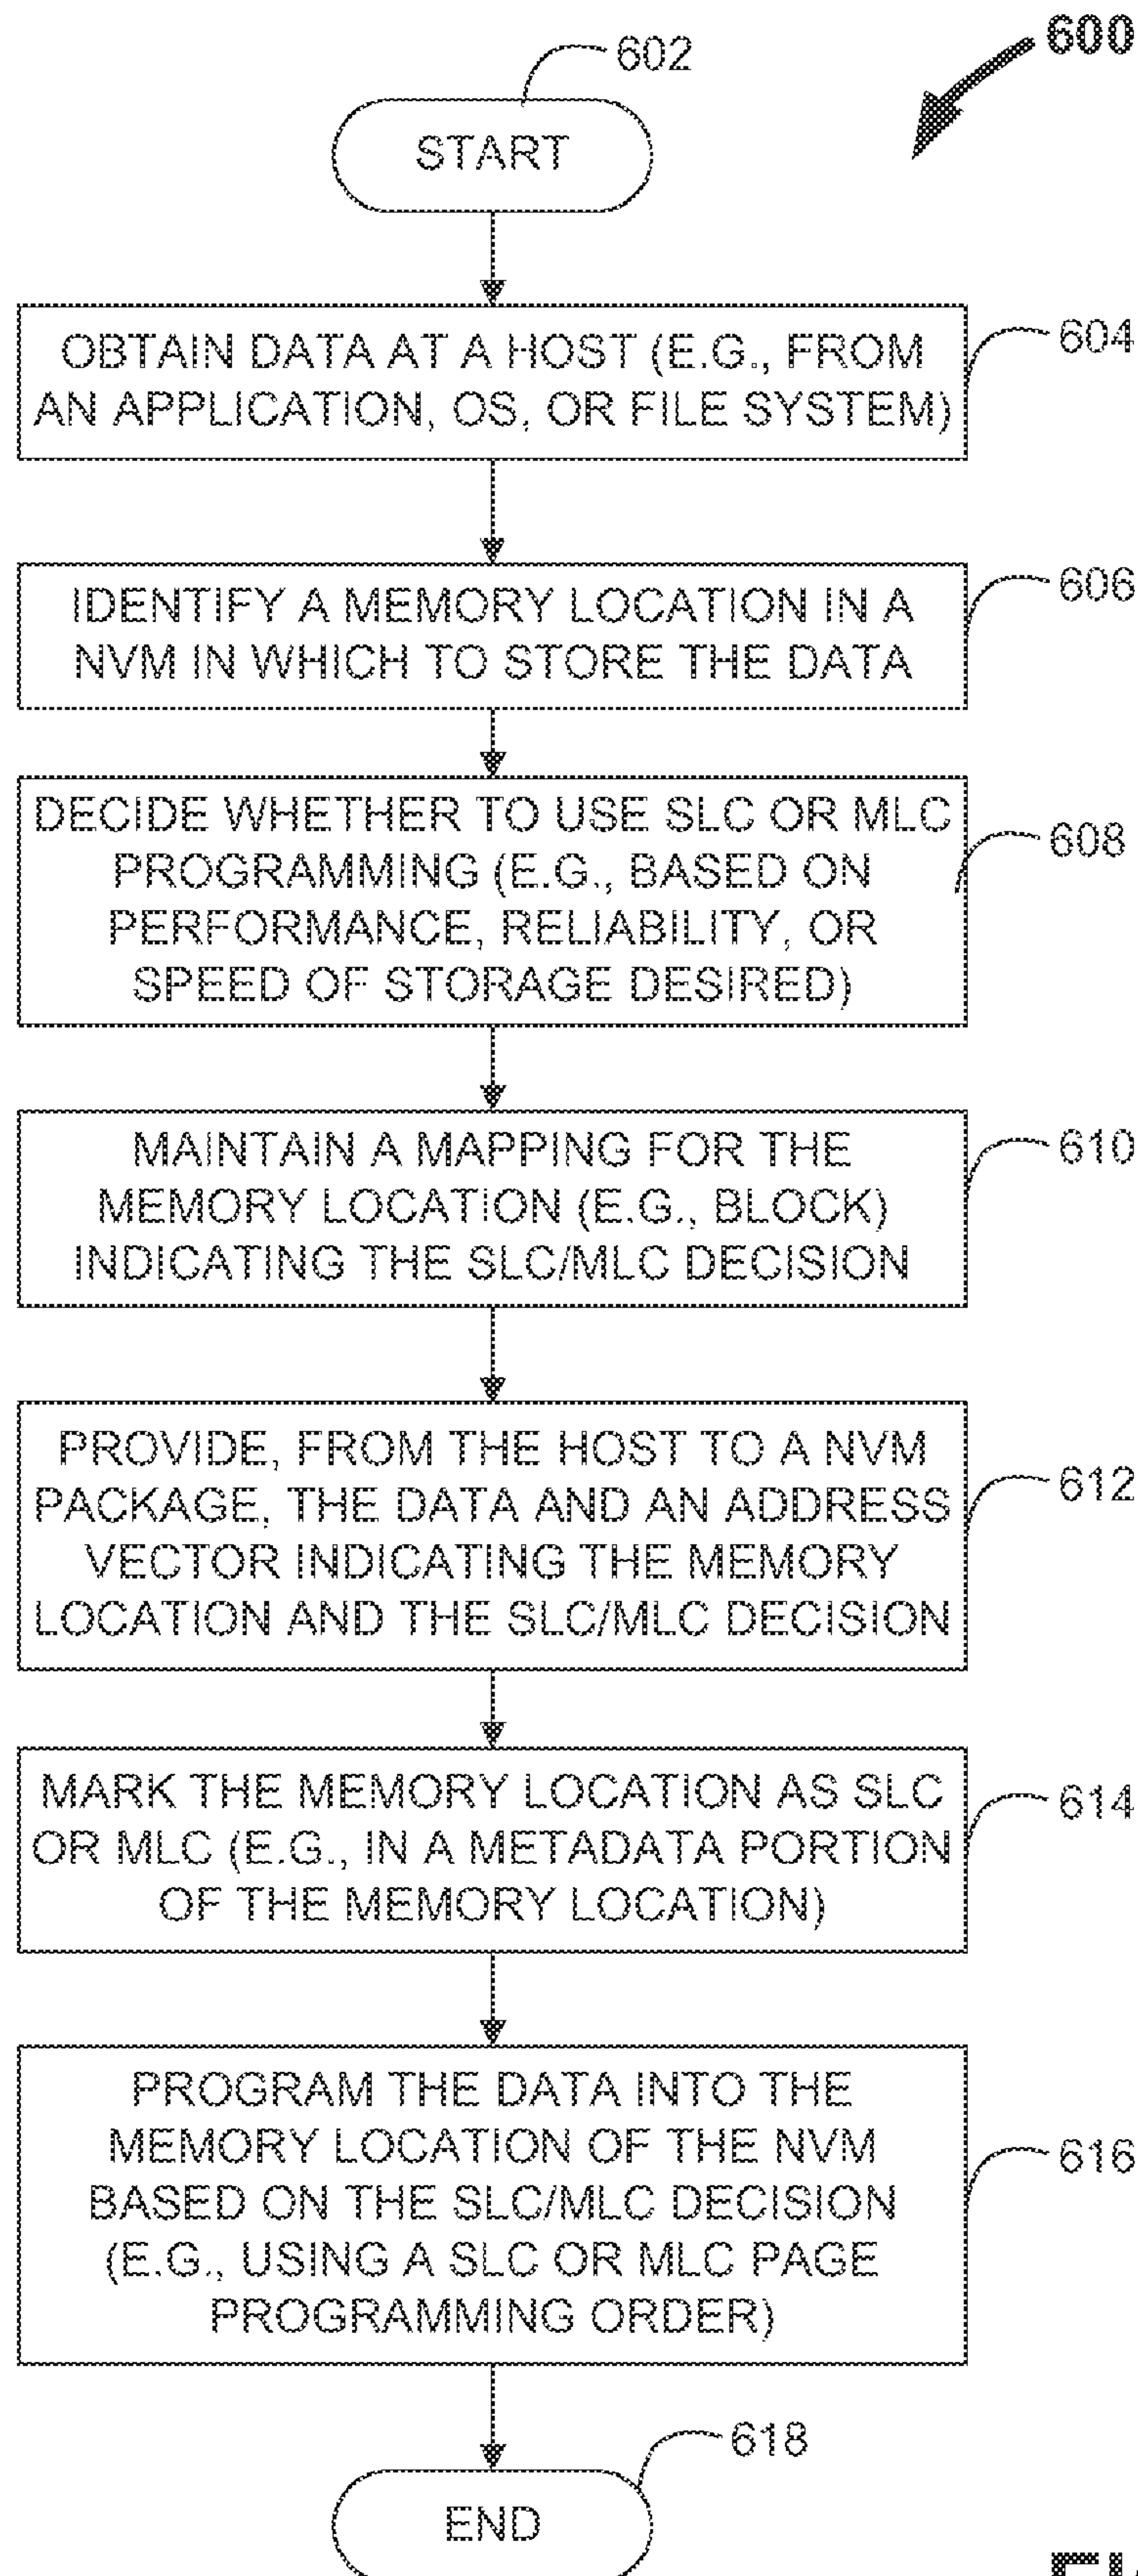 600
602
START
OBTAIN DATA AT A HOST (E.G., FROM
AN APPLICATION, OS, OR FILE SYSTEM)
604
IDENTIFY A MEMORY LOCATION IN A
NVM IN WHICH TO STORE THE DATA
606
DECIDE WHETHER TO USE SLC OR MLC
PROGRAMMING (E.G., BASED ON
PERFORMANCE, RELIABILITY, OR
SPEED OF STORAGE DESIRED)
608
MAINTAIN A MAPPING FOR THE
MEMORY LOCATION (E.G., BLOCK)
INDICATING THE SLC/MLC DECISION
610
PROVIDE, FROM THE HOST TO A NVM
PACKAGE, THE DATA AND AN ADDRESS
VECTOR INDICATING THE MEMORY
LOCATION AND THE SLC/MLC DECISION
612
MARK THE MEMORY LOCATION AS SLC
OR MLC (E.G., IN A METADATA PORTION
OF THE MEMORY LOCATION)
614
PROGRAM THE DATA INTO THE
MEMORY LOCATION OF THE NVM
BASED ON THE SLC/MLC DECISION
(E.G., USING A SLC OR MLC PAGE
PROGRAMMING ORDER)
616
618
END